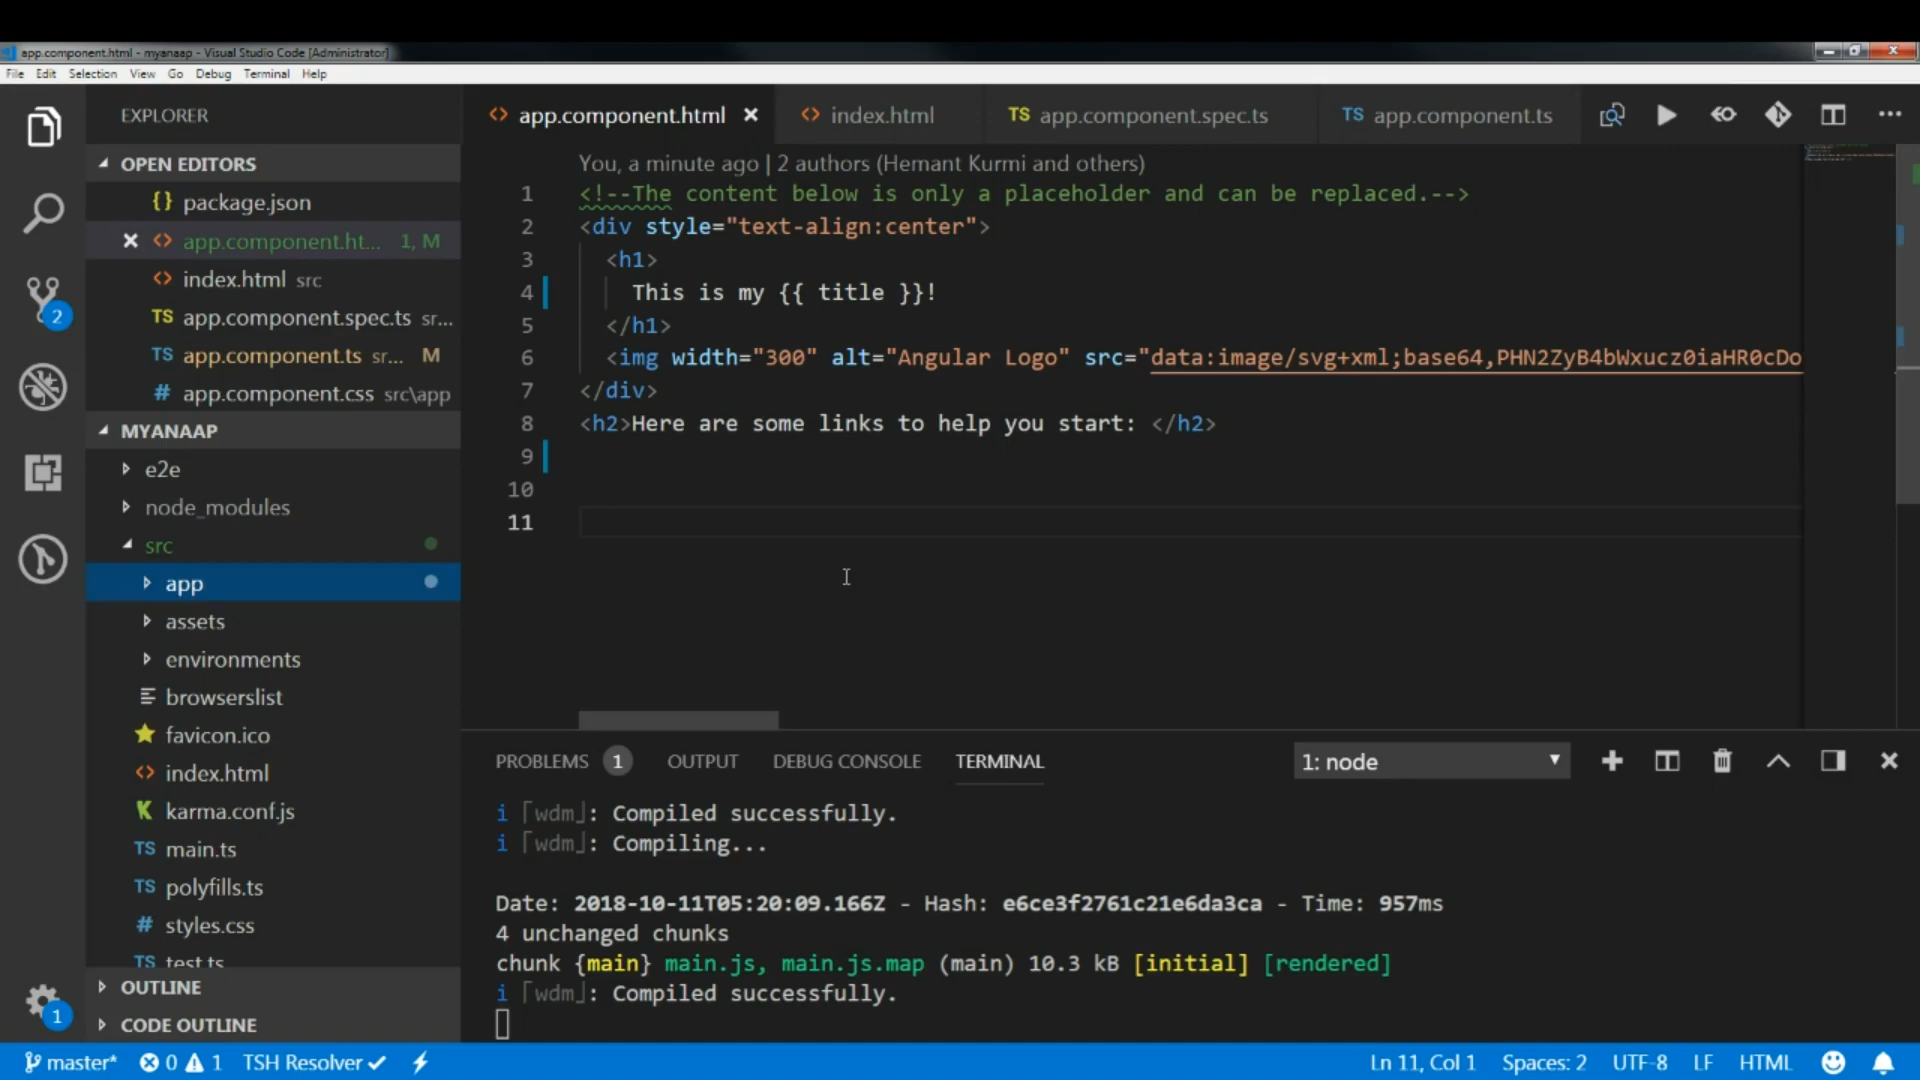 app.component.html - myanaap - Visual Studio Code [Administrator]
File Edit Selection View Go Debug Terminal Help
EXPLORER
OPEN EDITORS
{} package.json
<> app.component.ht... 1, M
<> index.html src
TS app.component.spec.ts sr...
TS app.component.ts sr... M
# app.component.css src\app
MYANAAP
e2e
node_modules
src
app
assets
environments
browserslist
favicon.ico
<> index.html
K karma.conf.js
TS main.ts
TS polyfills.ts
# styles.css
TS test.ts
OUTLINE
CODE OUTLINE
2
1
<> app.component.html
<> index.html
TS app.component.spec.ts
TS app.component.ts
You, a minute ago | 2 authors (Hemant Kurmi and others)
1 <!--The content below is only a placeholder and can be replaced.-->
2 <div style="text-align:center">
3 <h1>
4 This is my {{ title }}!
5 </h1>
6 <img width="300" alt="Angular Logo" src="data:image/svg+xml;base64,PHN2ZyB4bWxucz0iaHR0cDo
7 </div>
8 <h2>Here are some links to help you start: </h2>
9
10
11
PROBLEMS 1 OUTPUT DEBUG CONSOLE TERMINAL 1: node
i ｢wdm｣: Compiled successfully.
i ｢wdm｣: Compiling...
Date: 2018-10-11T05:20:09.166Z - Hash: e6ce3f2761c21e6da3ca - Time: 957ms
4 unchanged chunks
chunk {main} main.js, main.js.map (main) 10.3 kB [initial] [rendered]
i ｢wdm｣: Compiled successfully.
master* 0 1 TSH Resolver Ln 11, Col 1 Spaces: 2 UTF-8 LF HTML